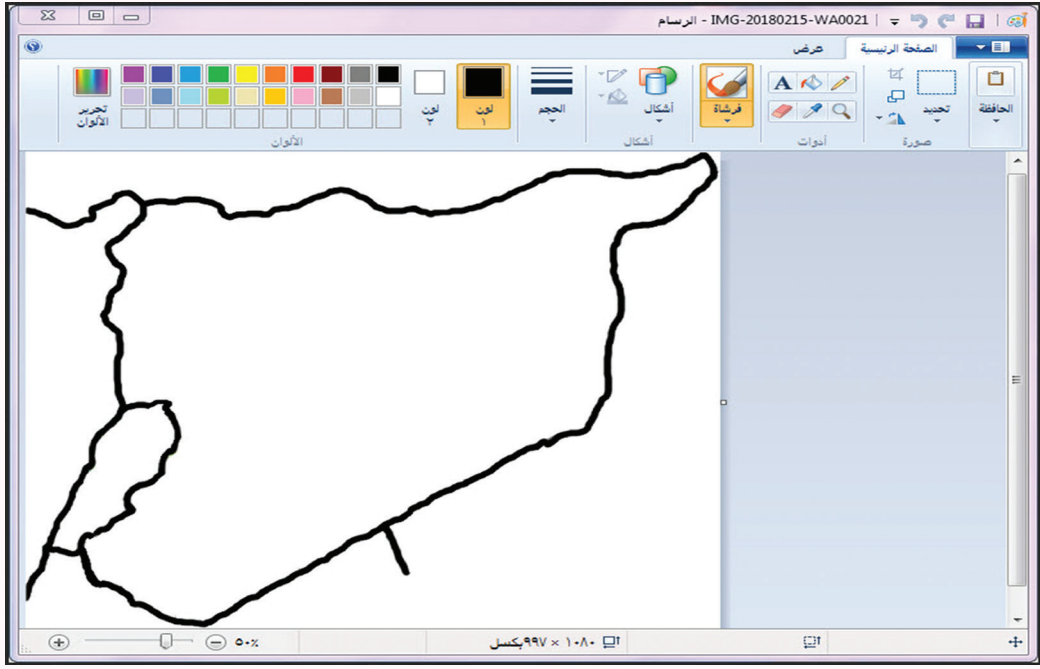 IMG-20180215-WA0021 - الرسام
الصفحة الرئيسية
عرض
الحافظة
تحديد
صورة
A
أدوات
فرشاة
أشكال
أشكال
الحجم
لون ١
لون ٢
تحرير الألوان
الألوان
١٠٨٠ × ٩٩٧بكسل
٥٠٪